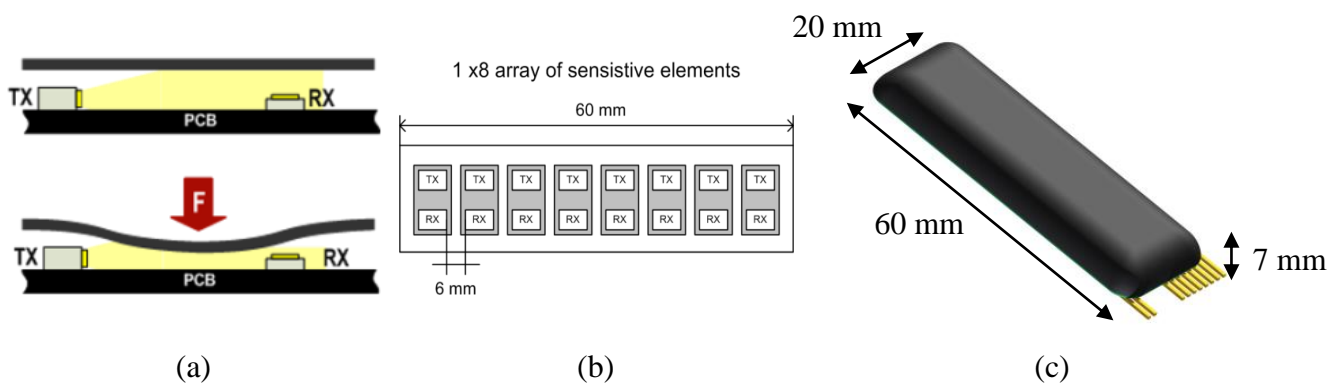 TX RX
PCB
F
TX RX
PCB
(a)
1 x8 array of sensistive elements
60 mm
TX TX TX TX TX TX TX TX
RX RX RX RX RX RX RX RX
6 mm
(b)
20 mm
60 mm
7 mm
(c)